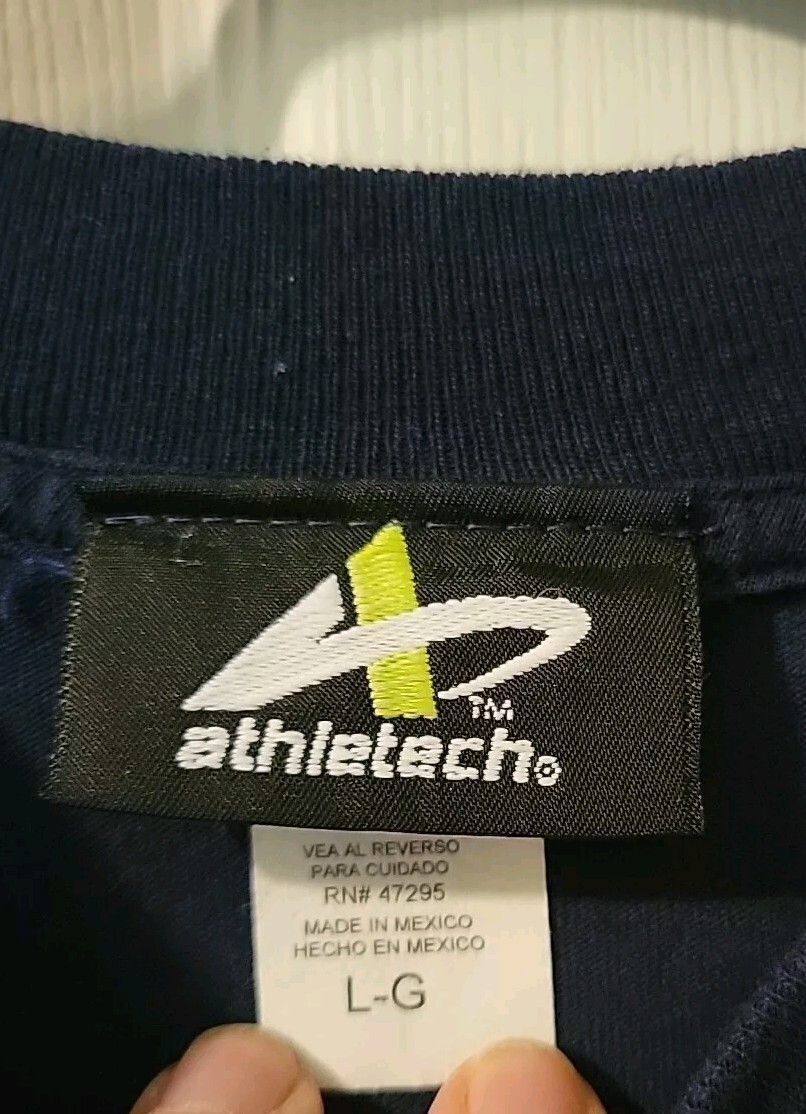 TM
athletech®
VEA AL REVERSO
PARA CUIDADO
RN# 47295
MADE IN MEXICO
HECHO EN MEXICO
L-G